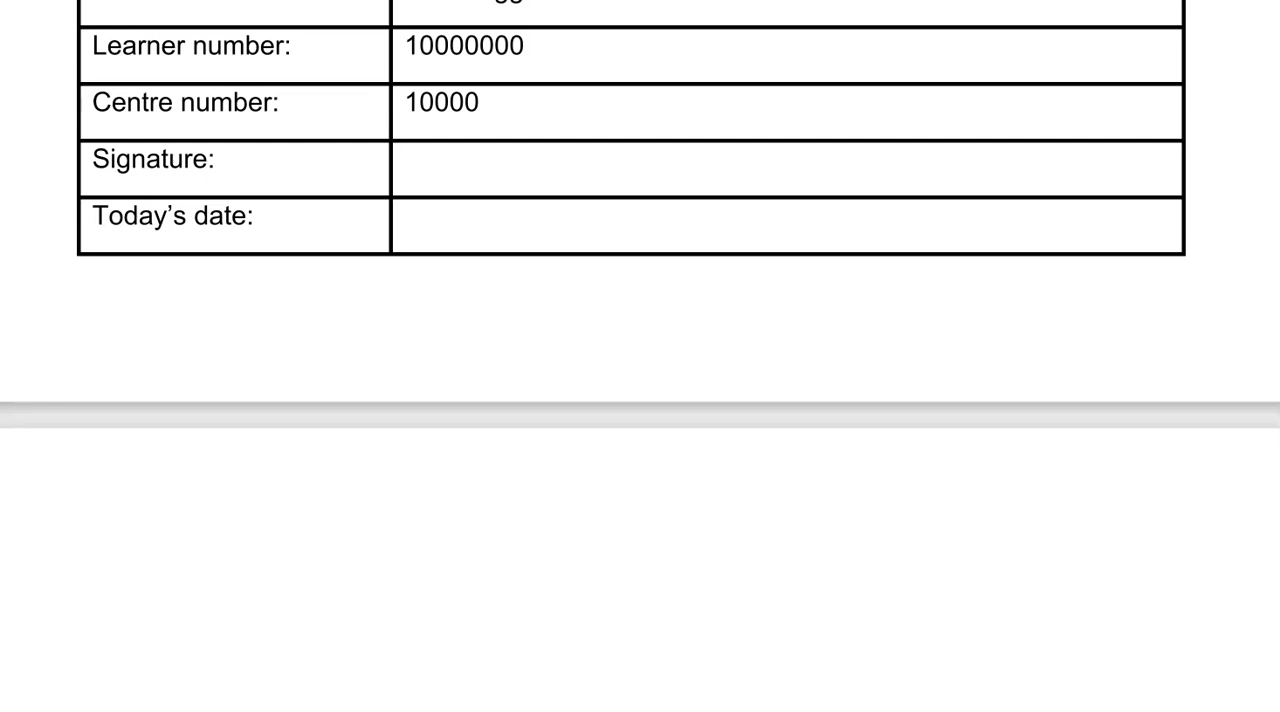 Learner number: 10000000
Centre number: 10000
Signature:
Today’s date: